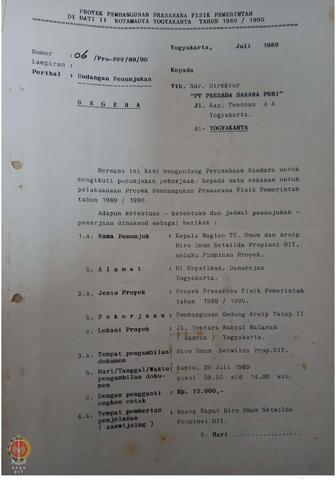 PROYEK PEMBANGUNAN PRASARANA FISIK PEMERINTAH
DI DATI II KOTAMADYA YOGYAKARTA TAHUN 1989 / 1990
Yogyakarta, Juli 1989
Nomor : 06 /Pro-PPF/89/90
Lampiran :
Kepada
Perihal : Undangan Penunjukan
Yth. Sdr. Direktur
"PT PERSADA SARANA PURI"
S E G E R A
Jl. Kap. Tendean 4 A
Yogyakarta.
di- YOGYAKARTA
Bersama ini kami mengundang Perusahaan Saudara untuk
mengikuti penunjukan pekerjaan kepada satu rekanan untuk
pelaksanaan Proyek Pembangunan Prasarana Fisik Pemerintah
tahun 1989 / 1990.
Adapun ketentuan - Ketentuan dan jadwal penunjukan -
pekerjaan dimaksud sebagai berikut :
1.a. Nama Penunjuk : Kepala Bagian TU, Umum dan Arsip
Biro Umum Setwilda Propinsi DIY,
selaku Pimpinan Proyek.
b. A l a m a t : Di Kepatihan, Danurejan
Yogyakarta.
2.a. Jenis Proyek : Proyek Prasarana Fisik Pemerintah
tahun 1989 / 1990.
b. P e k e r j a a n : Pembangunan Gedung Arsip Tahap II
c. Lokasi Proyek : Jl. Tentara Rakyat Mataram
( Badran ) Yogyakarta.
3.a. Tempat pengambilan : Biro Umum Setwilda Prop.DIY.
dokumen
b. Hari/Tanggal/Waktu : Kamis, 20 Juli 1989
pengambilan doku- pukul 08.00 s/d 14.00 wib.
men
c. Dengan pengganti : Rp. 75.000,-
ongkos cetak
4.a. Tempat pemberian : Ruang Rapat Biro Umum Setwilda
penjelasan Propinsi DIY.
( aanwijzing )
b. Hari
BPAD
DIY